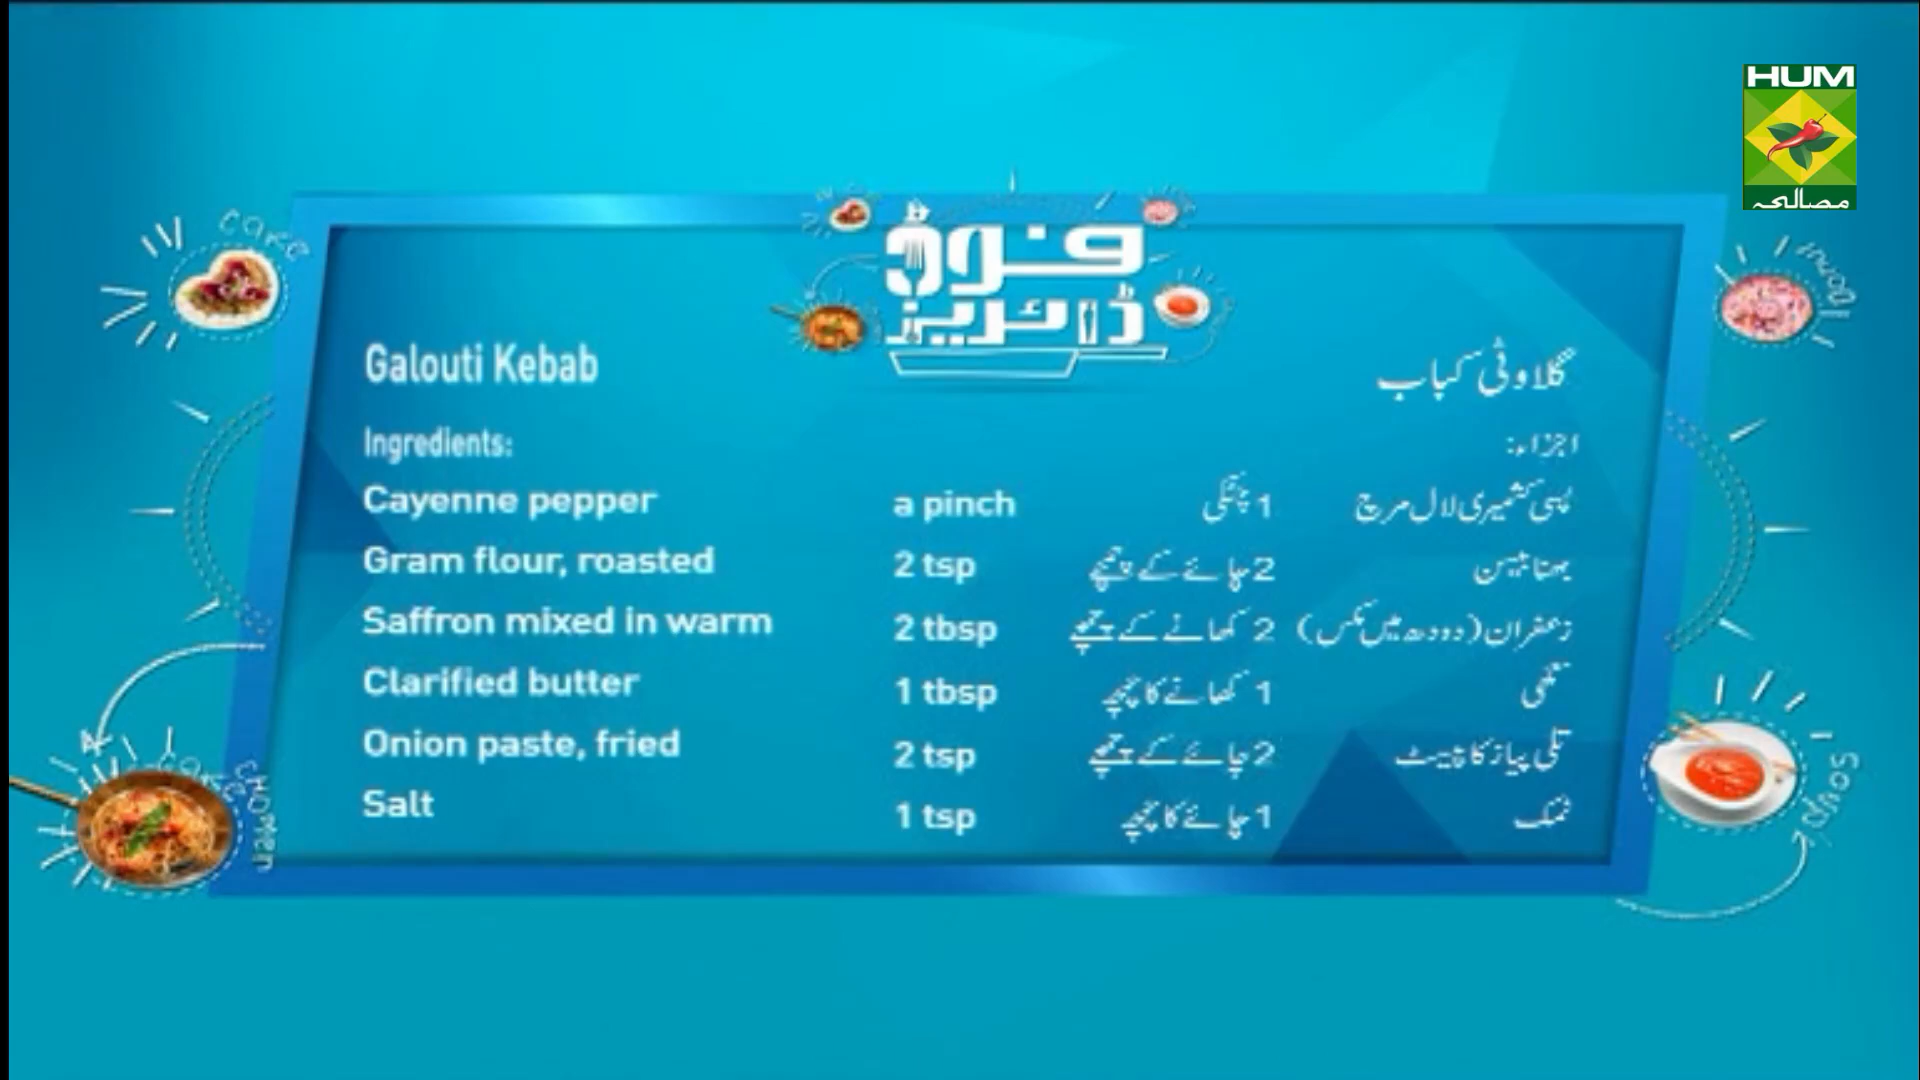 HUM
مصالحہ
فوڈ
ڈائریز
Galouti Kebab گلاوٹی کباب
Ingredients: اجزاء:
Cayenne pepper a pinch 1 چٹکی پسی کشمیری لال مرچ
Gram flour, roasted 2 tsp 2 چائے کے چمچے بھنا بیسن
Saffron mixed in warm 2 tbsp 2 کھانے کے چمچے زعفران (دودھ میں مکس)
Clarified butter 1 tbsp 1 کھانے کا چمچہ گھی
Onion paste, fried 2 tsp 2 چائے کے چمچے تلی پیاز کا پیسٹ
Salt 1 tsp 1 چائے کا چمچہ نمک
cake
Donut
Soup